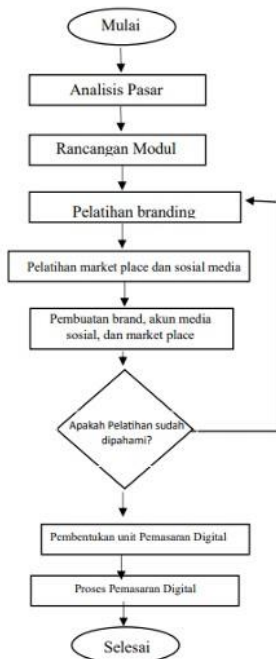 Mulai
Analisis Pasar
Rancangan Modul
Pelatihan branding
Pelatihan market place dan sosial media
Pembuatan brand, akun media
sosial, dan market place
Apakah Pelatihan sudah
dipahami?
Pembentukan unit Pemasaran Digital
Proses Pemasaran Digital
Selesai